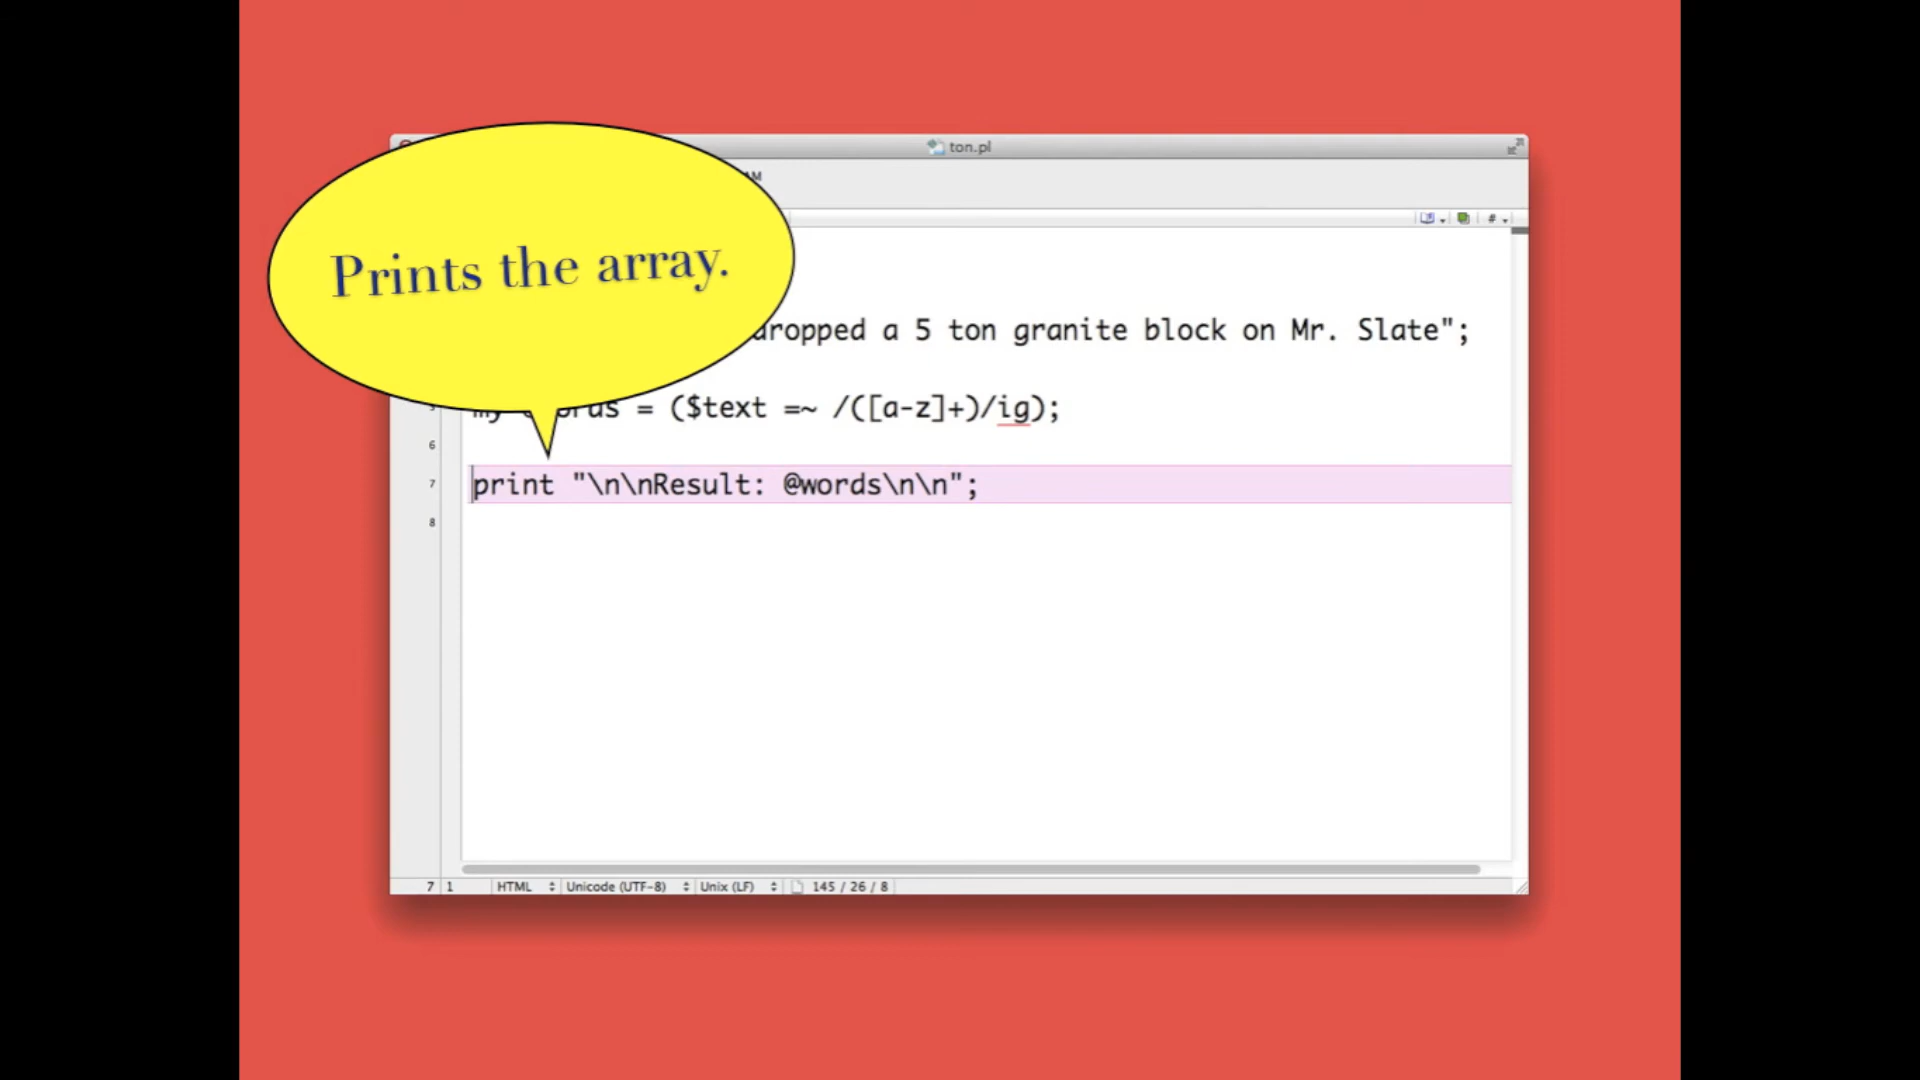 ton.pl
AM
Prints the array.
#
dropped a 5 ton granite block on Mr. Slate";
= ($text =~ /([a-z]+)/ig);
6
7 print "\n\nResult: @words\n\n";
8
7 1 HTML Unicode (UTF-8) Unix (LF) 145 / 26 / 8